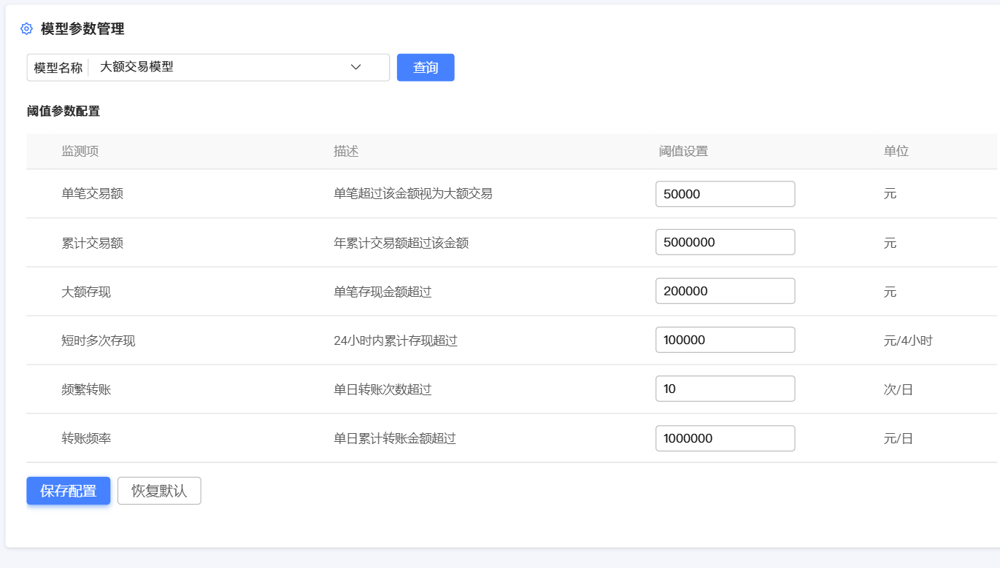 模型参数管理
模型名称 大额交易模型 查询
阈值参数配置
监测项 描述 阈值设置 单位
单笔交易额 单笔超过该金额视为大额交易 50000 元
累计交易额 年累计交易额超过该金额 5000000 元
大额存现 单笔存现金额超过 200000 元
短时多次存现 24小时内累计存现超过 100000 元/4小时
频繁转账 单日转账次数超过 10 次/日
转账频率 单日累计转账金额超过 1000000 元/日
保存配置 恢复默认